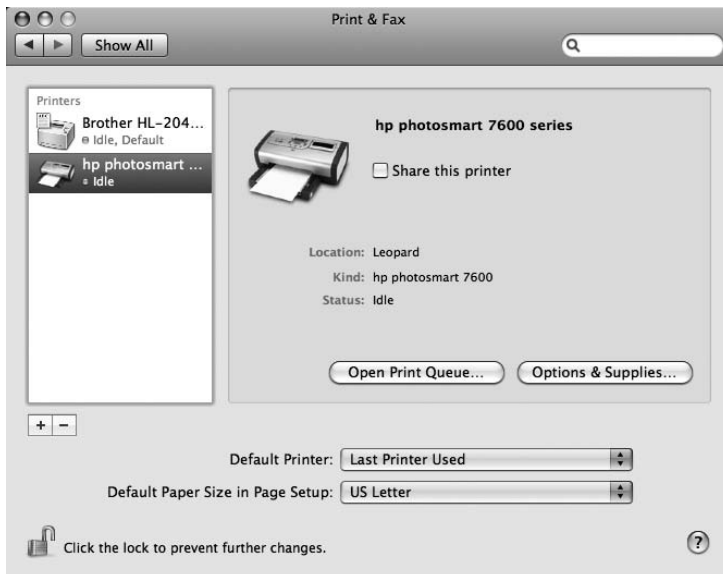 Print & Fax
Show All
Printers
Brother HL-204...
Idle, Default
hp photosmart ...
Idle
hp photosmart 7600 series
Share this printer
Location: Leopard
Kind: hp photosmart 7600
Status: Idle
Open Print Queue...
Options & Supplies...
+ −
Default Printer: Last Printer Used
Default Paper Size in Page Setup: US Letter
Click the lock to prevent further changes.
?